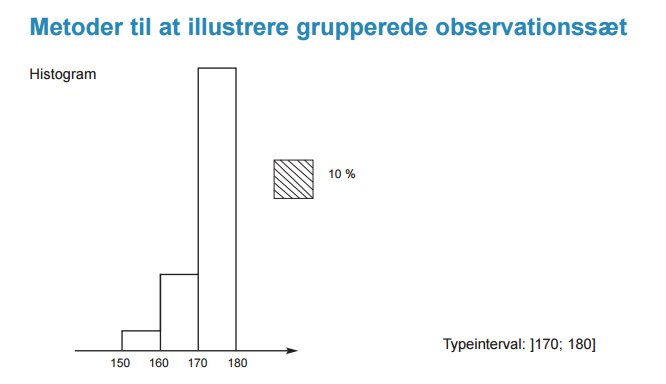 Metoder til at illustrere grupperede observationssæt
Histogram
10 %
150 160 170 180
Typeinterval: ]170; 180]